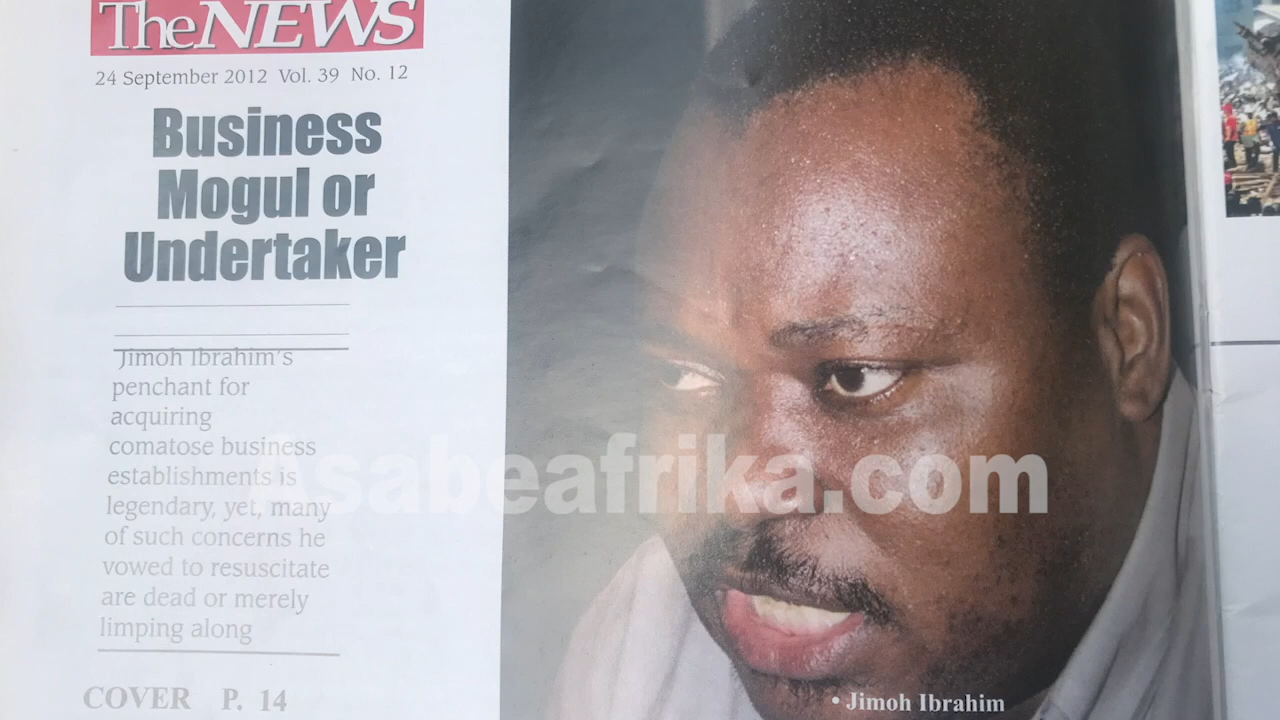 TheNEWS
24 September 2012 Vol. 39 No. 12
Business
Mogul or
Undertaker
Jimoh Ibrahim's
penchant for
acquiring
comatose business
establishments is
legendary, yet, many
of such concerns he
vowed to resuscitate
are dead or merely
limping along
COVER P. 14
Asabeafrika.com
• Jimoh Ibrahim